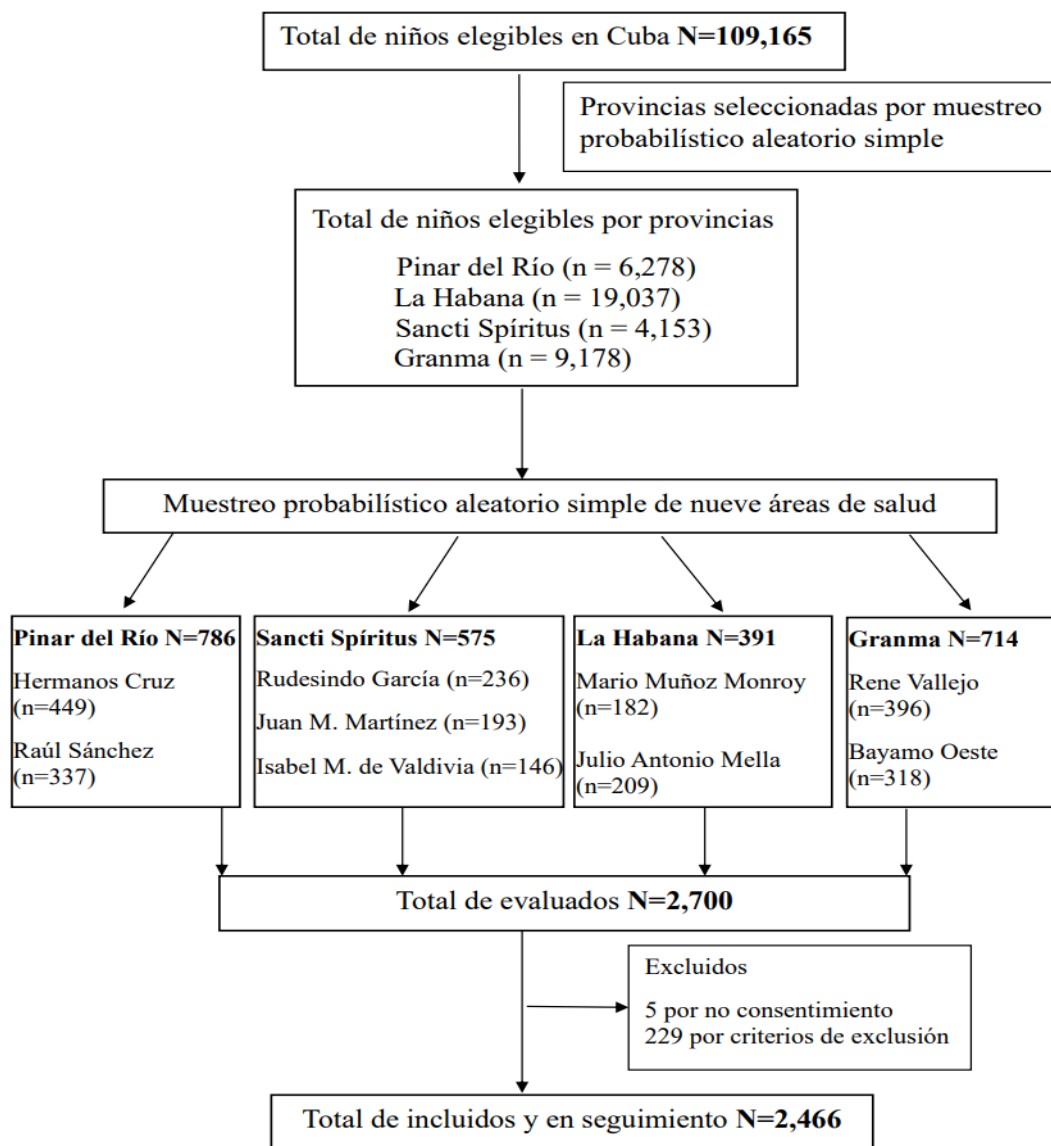 Total de niños elegibles en Cuba N=109,165
Provincias seleccionadas por muestreo
probabilístico aleatorio simple
Total de niños elegibles por provincias
Pinar del Río (n = 6,278)
La Habana (n = 19,037)
Sancti Spíritus (n = 4,153)
Granma (n = 9,178)
Muestreo probabilístico aleatorio simple de nueve áreas de salud
Pinar del Río N=786
Hermanos Cruz
(n=449)
Raúl Sánchez
(n=337)
Sancti Spíritus N=575
Rudesindo García (n=236)
Juan M. Martínez (n=193)
Isabel M. de Valdivia (n=146)
La Habana N=391
Mario Muñoz Monroy
(n=182)
Julio Antonio Mella
(n=209)
Granma N=714
Rene Vallejo
(n=396)
Bayamo Oeste
(n=318)
Total de evaluados N=2,700
Excluidos
5 por no consentimiento
229 por criterios de exclusión
Total de incluidos y en seguimiento N=2,466